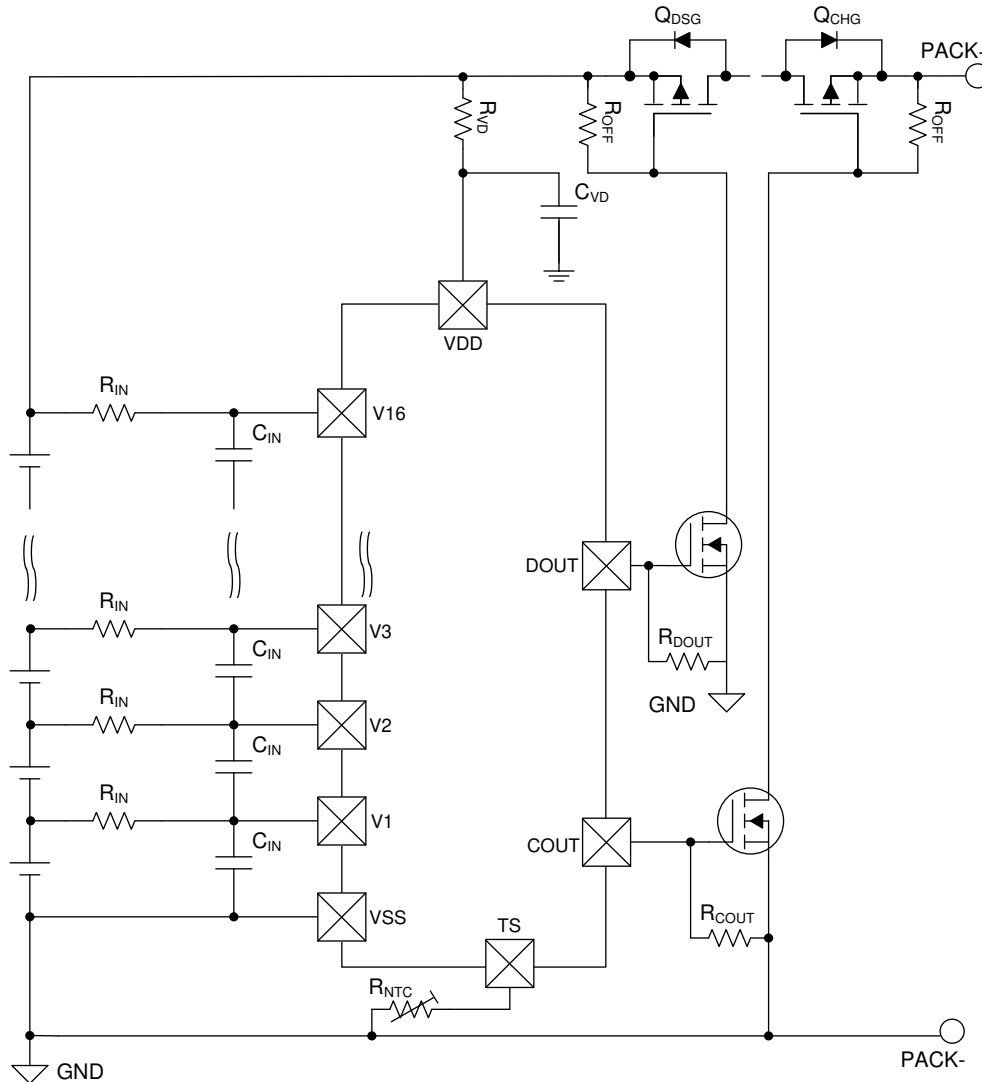 QDSG
QCHG
PACK-
RVD
ROFF
ROFF
CVD
VDD
RIN
CIN
V16
DOUT
RDOUT
GND
RIN
CIN
V3
RIN
CIN
V2
RIN
CIN
V1
COUT
RCOUT
VSS
TS
RNTC
GND
PACK-